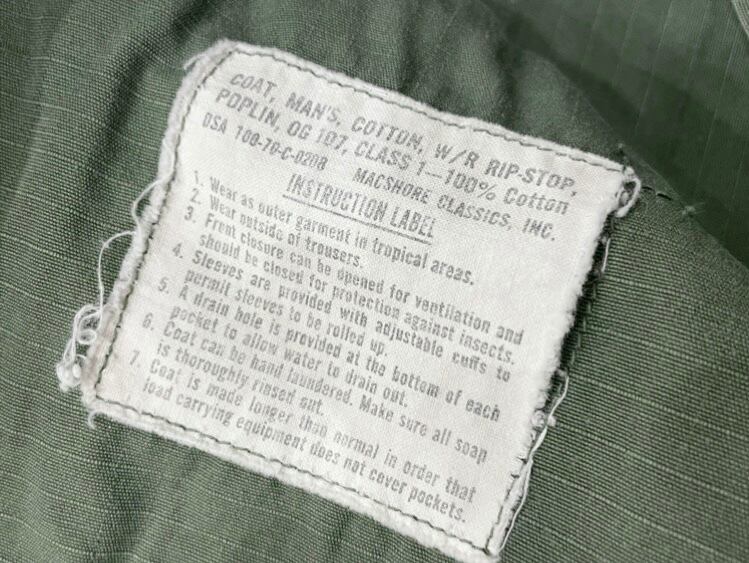 COAT, MAN'S, COTTON, W/R RIP-STOP,
POPLIN, OG 107, CLASS 1—100% Cotton
DSA 100-70-C-0208 MACSHORE CLASSICS, INC.
INSTRUCTION LABEL
1. Wear as outer garment in tropical areas.
2. Wear outside of trousers.
3. Front closure can be opened for ventilation and
should be closed for protection against insects.
4. Sleeves are provided with adjustable cuffs to
permit sleeves to be rolled up.
5. A drain hole is provided at the bottom of each
pocket to allow water to drain out.
6. Coat can be hand laundered. Make sure all soap
is thoroughly rinsed out.
7. Coat is made longer than normal in order that
load carrying equipment does not cover pockets.